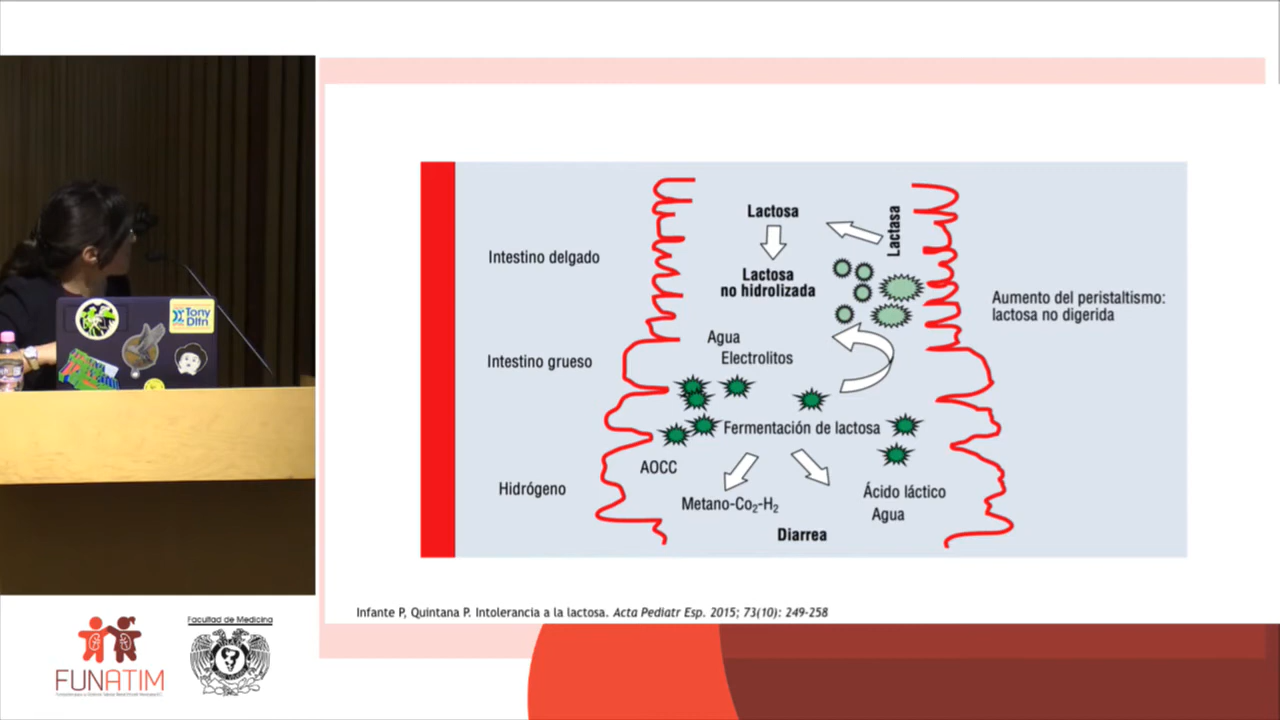 Lactosa
Lactasa
Intestino delgado
Lactosa
no hidrolizada
Aumento del peristaltismo:
lactosa no digerida
Agua
Electrolitos
Intestino grueso
Fermentación de lactosa
AOCC
Hidrógeno
Metano-Co₂-H₂
Ácido láctico
Agua
Diarrea
Infante P, Quintana P. Intolerancia a la lactosa. Acta Pediatr Esp. 2015; 73(10): 249-258
Tony
Facultad de Medicina
FUNATIM